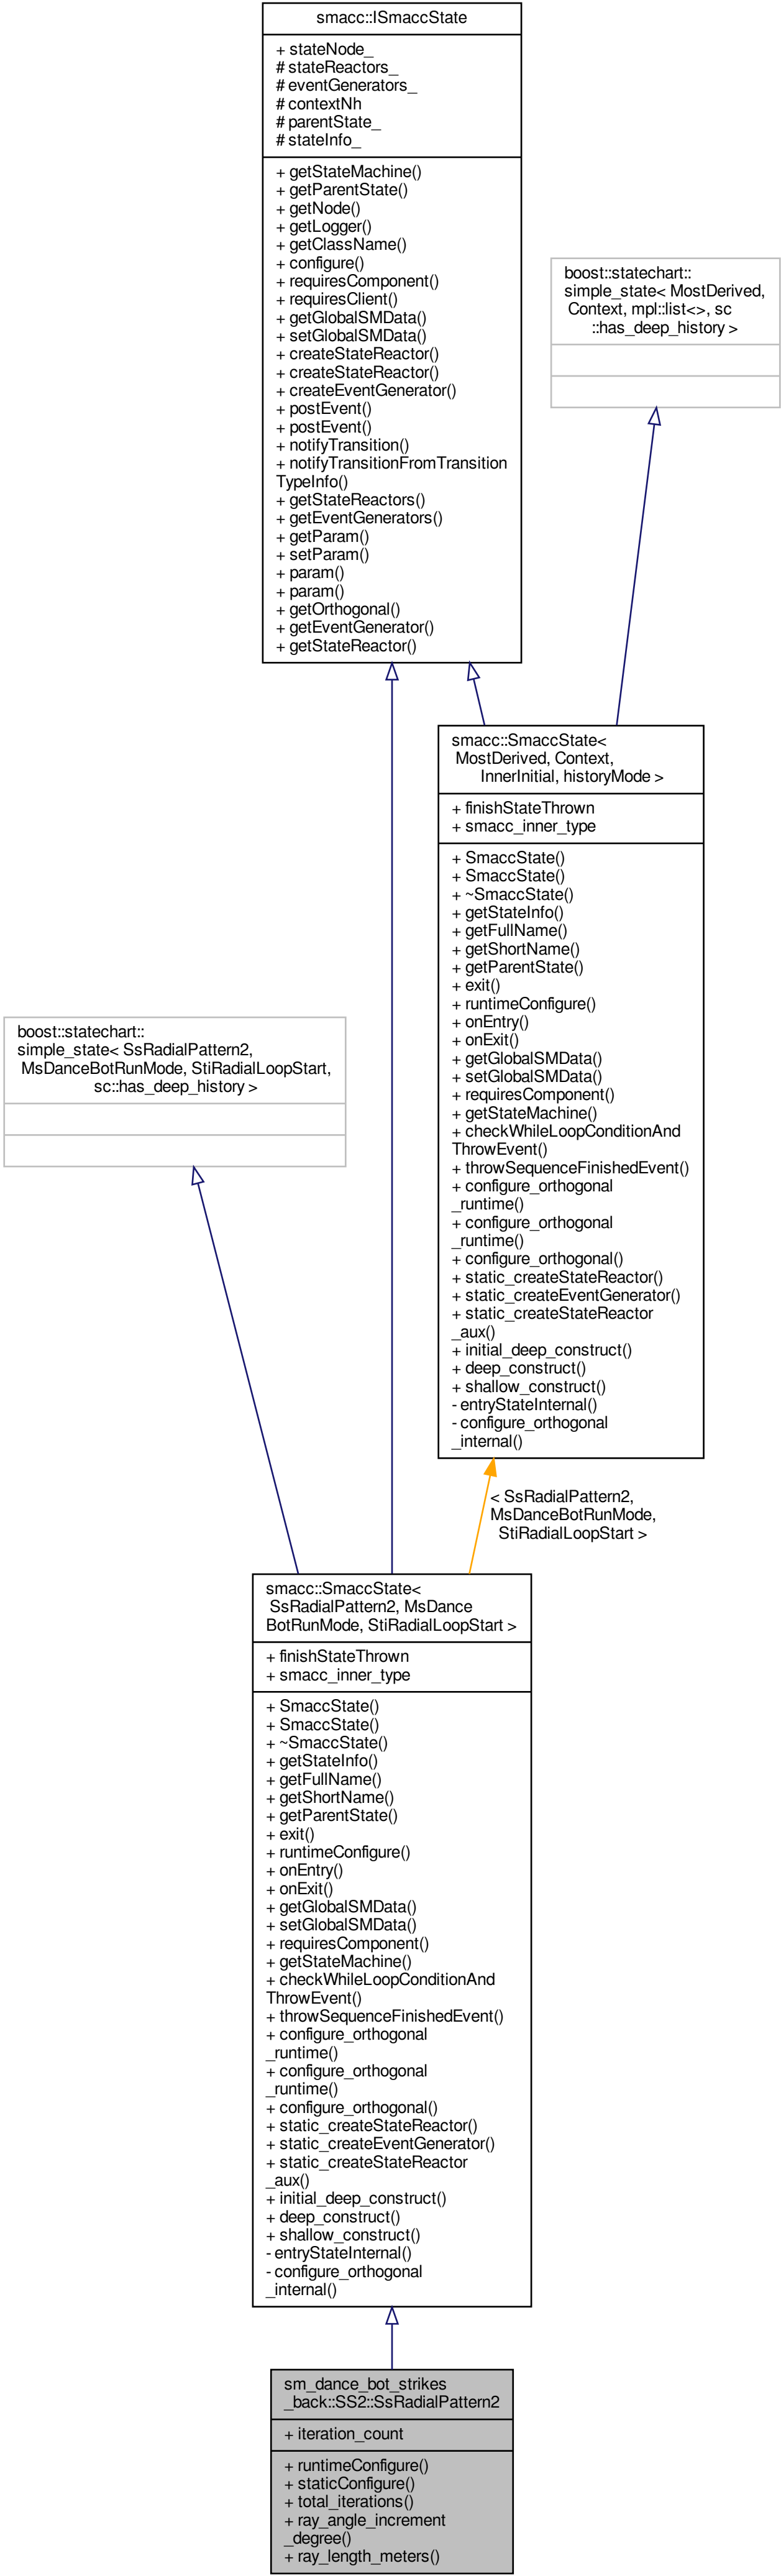 smacc::ISmaccState
+ stateNode_
# stateReactors_
# eventGenerators_
# contextNh
# parentState_
# stateInfo_
+ getStateMachine()
+ getParentState()
+ getNode()
+ getLogger()
+ getClassName()
+ configure()
+ requiresComponent()
+ requiresClient()
+ getGlobalSMData()
+ setGlobalSMData()
+ createStateReactor()
+ createStateReactor()
+ createEventGenerator()
+ postEvent()
+ postEvent()
+ notifyTransition()
+ notifyTransitionFromTransition
TypeInfo()
+ getStateReactors()
+ getEventGenerators()
+ getParam()
+ setParam()
+ param()
+ param()
+ getOrthogonal()
+ getEventGenerator()
+ getStateReactor()
boost::statechart::
simple_state< MostDerived,
Context, mpl::list<>, sc
::has_deep_history >
smacc::SmaccState<
MostDerived, Context,
InnerInitial, historyMode >
+ finishStateThrown
+ smacc_inner_type
+ SmaccState()
+ SmaccState()
+ ~SmaccState()
+ getStateInfo()
+ getFullName()
+ getShortName()
+ getParentState()
+ exit()
+ runtimeConfigure()
+ onEntry()
+ onExit()
+ getGlobalSMData()
+ setGlobalSMData()
+ requiresComponent()
+ getStateMachine()
+ checkWhileLoopConditionAnd
ThrowEvent()
+ throwSequenceFinishedEvent()
+ configure_orthogonal
_runtime()
+ configure_orthogonal
_runtime()
+ configure_orthogonal()
+ static_createStateReactor()
+ static_createEventGenerator()
+ static_createStateReactor
_aux()
+ initial_deep_construct()
+ deep_construct()
+ shallow_construct()
- entryStateInternal()
- configure_orthogonal
_internal()
boost::statechart::
simple_state< SsRadialPattern2,
MsDanceBotRunMode, StiRadialLoopStart,
sc::has_deep_history >
< SsRadialPattern2,
MsDanceBotRunMode,
StiRadialLoopStart >
smacc::SmaccState<
SsRadialPattern2, MsDance
BotRunMode, StiRadialLoopStart >
+ finishStateThrown
+ smacc_inner_type
+ SmaccState()
+ SmaccState()
+ ~SmaccState()
+ getStateInfo()
+ getFullName()
+ getShortName()
+ getParentState()
+ exit()
+ runtimeConfigure()
+ onEntry()
+ onExit()
+ getGlobalSMData()
+ setGlobalSMData()
+ requiresComponent()
+ getStateMachine()
+ checkWhileLoopConditionAnd
ThrowEvent()
+ throwSequenceFinishedEvent()
+ configure_orthogonal
_runtime()
+ configure_orthogonal
_runtime()
+ configure_orthogonal()
+ static_createStateReactor()
+ static_createEventGenerator()
+ static_createStateReactor
_aux()
+ initial_deep_construct()
+ deep_construct()
+ shallow_construct()
- entryStateInternal()
- configure_orthogonal
_internal()
sm_dance_bot_strikes
_back::SS2::SsRadialPattern2
+ iteration_count
+ runtimeConfigure()
+ staticConfigure()
+ total_iterations()
+ ray_angle_increment
_degree()
+ ray_length_meters()